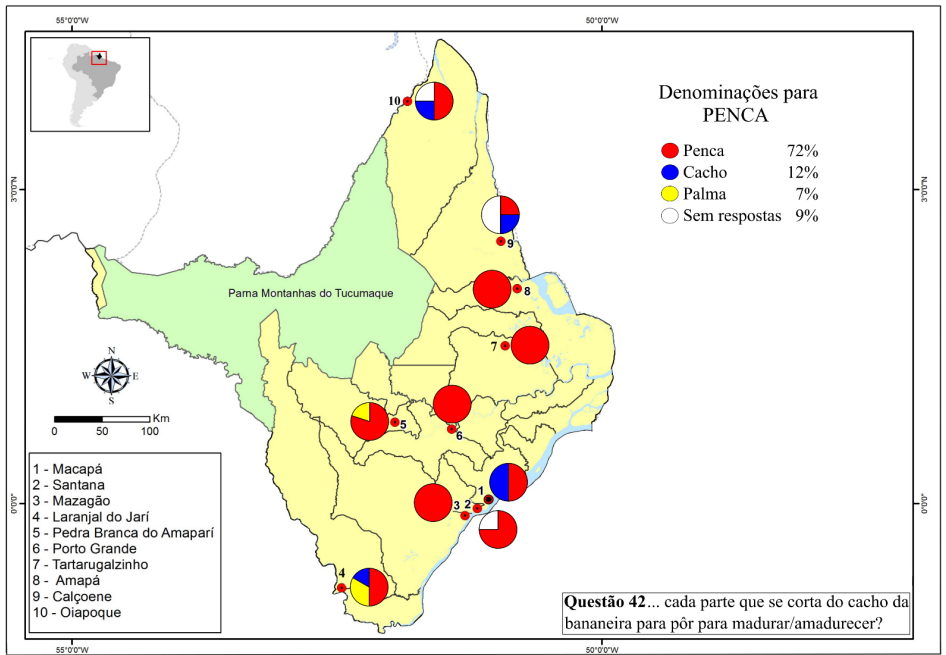 55°0'0"W
50°0'0"W
Denominações para
PENCA
Penca 72%
Cacho 12%
Palma 7%
Sem respostas 9%
3°0'0"N
3°0'0"N
0°0'0"
0°0'0"
10
9
8
7
6
5
4
3
2
1
Parna Montanhas do Tucumaque
N
W E
S
Km
0 50 100
1 - Macapá
2 - Santana
3 - Mazagão
4 - Laranjal do Jarí
5 - Pedra Branca do Amaparí
6 - Porto Grande
7 - Tartarugalzinho
8 - Amapá
9 - Calçoene
10 - Oiapoque
Questão 42... cada parte que se corta do cacho da
bananeira para pôr para madurar/amadurecer?
55°0'0"W
50°0'0"W